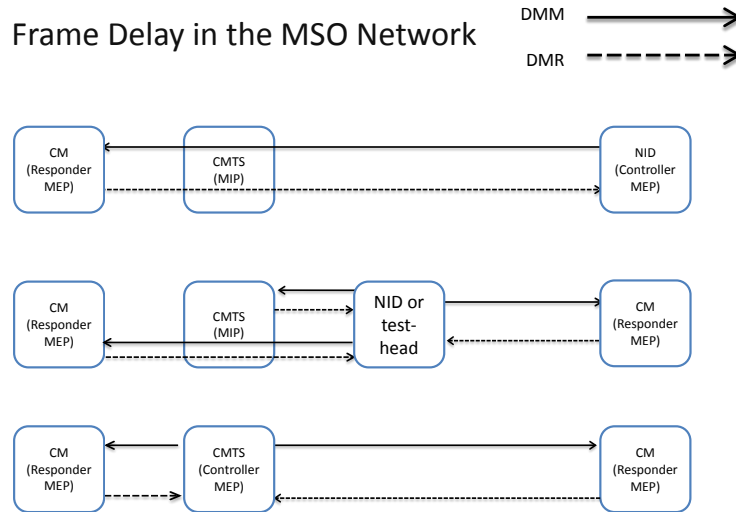 Frame Delay in the MSO Network
DMM
DMR
CM
(Responder
MEP)
CMTS
(MIP)
NID
(Controller
MEP)
CM
(Responder
MEP)
CMTS
(MIP)
NID or
test-
head
CM
(Responder
MEP)
CM
(Responder
MEP)
CMTS
(Controller
MEP)
CM
(Responder
MEP)